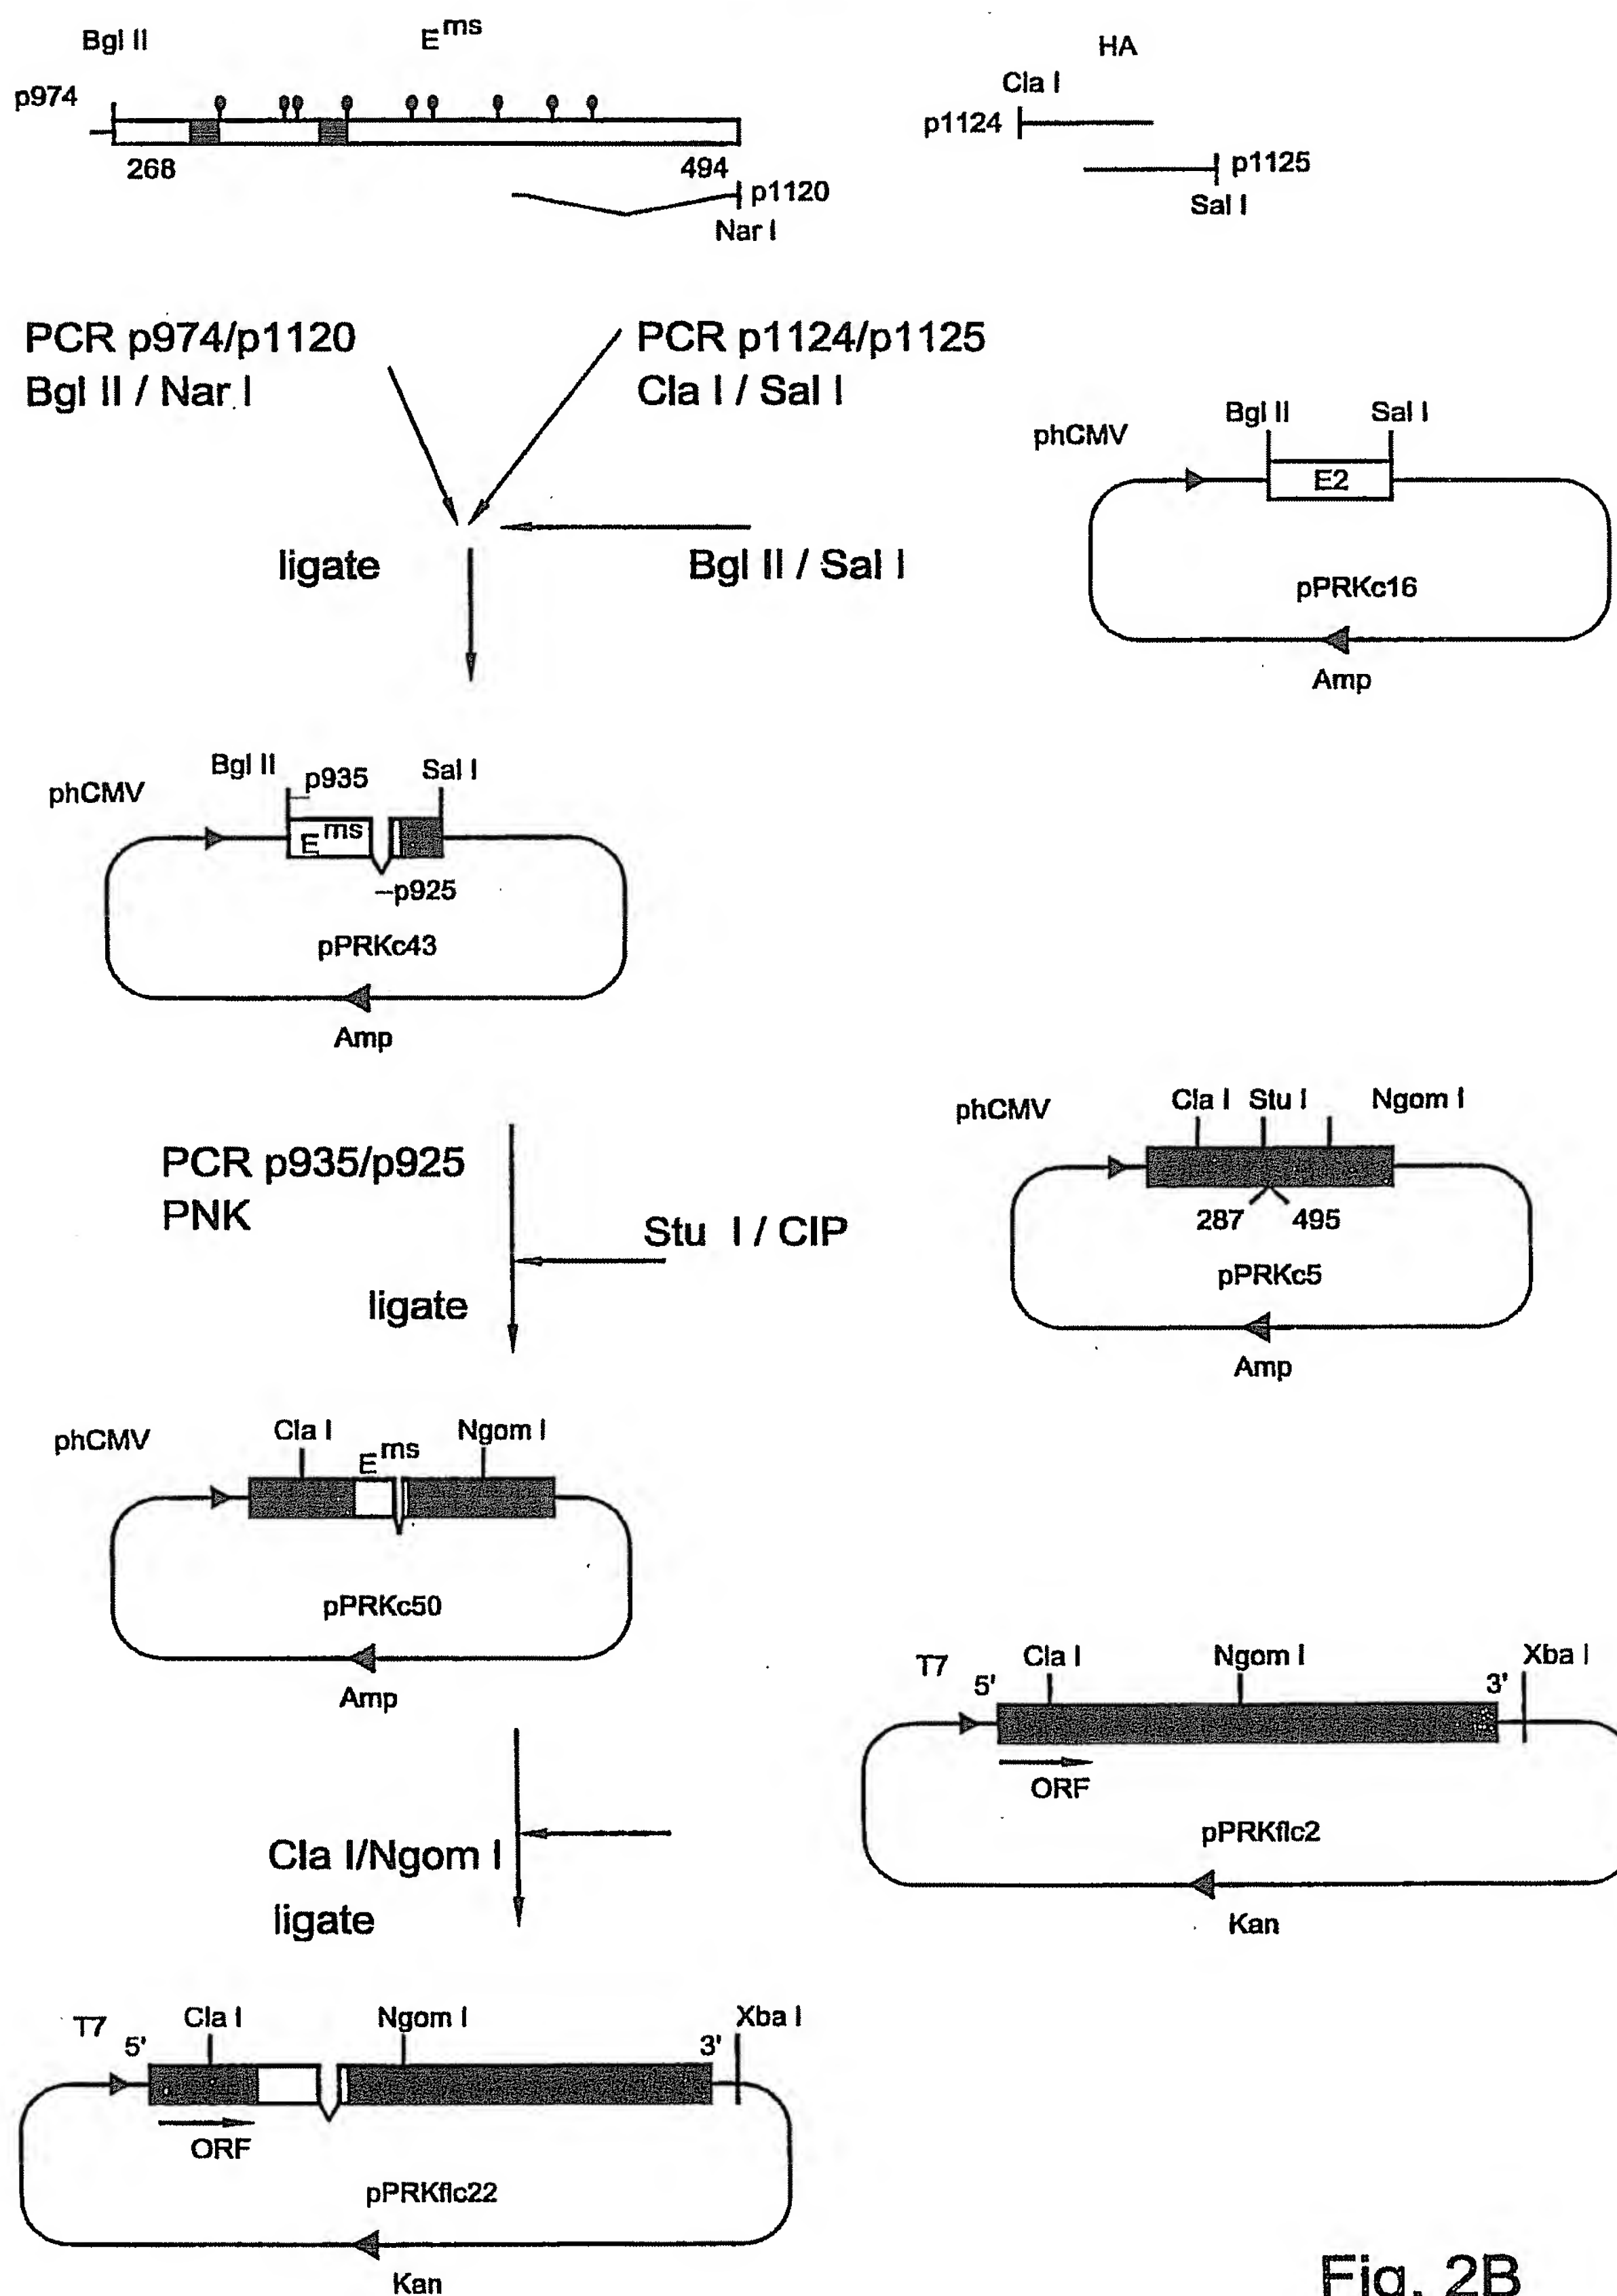 Bgl II
E ms
HA
p974
Cla I
p1124
268
494
p1120
p1125
Nar I
Sal I
PCR p974/p1120
Bgl II / Nar I
PCR p1124/p1125
Cla I / Sal I
phCMV
Bgl II
Sal I
E2
ligate
Bgl II / Sal I
pPRKc16
Amp
phCMV
Bgl II
p935
Sal I
E ms
p925
pPRKc43
Amp
phCMV
Cla I
Stu I
Ngom I
PCR p935/p925
PNK
287
495
Stu I / CIP
pPRKc5
ligate
Amp
phCMV
Cla I
E ms
Ngom I
pPRKc50
Amp
T7
5'
Cla I
Ngom I
3'
Xba I
ORF
pPRKflc2
Cla I/Ngom I
ligate
Kan
T7
5'
Cla I
Ngom I
3'
Xba I
ORF
pPRKflc22
Kan
Fig. 2B